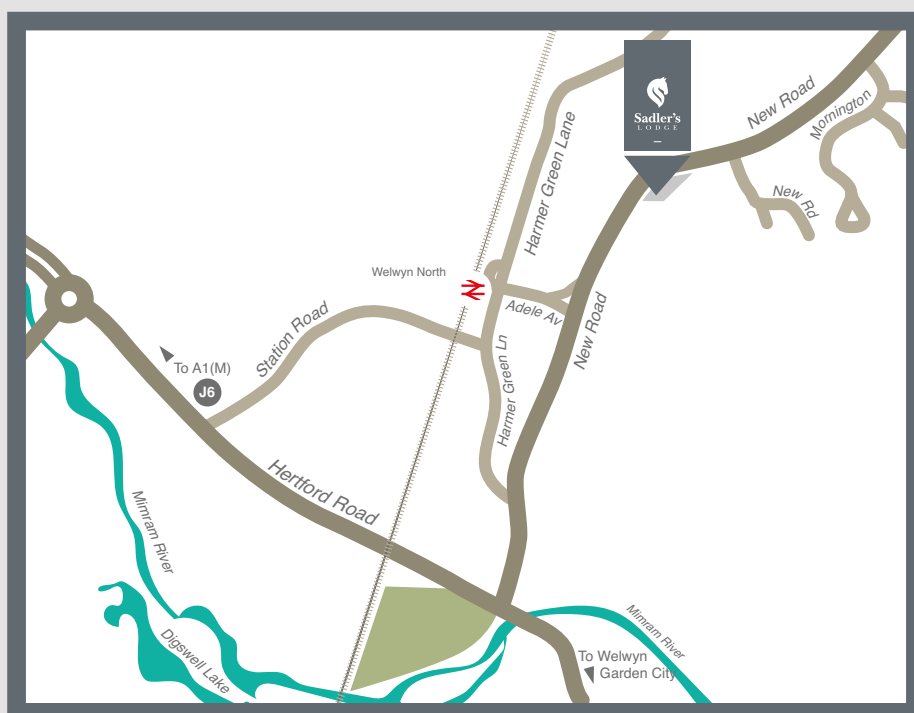 Sadler's
LODGE
New Road
Mornington
New Rd
Harmer Green Lane
Welwyn North
Adele Av
New Road
Station Road
To A1(M)
J6
Harmer Green Ln
Hertford Road
Mimram River
Digswell Lake
Mimram River
To Welwyn
Garden City